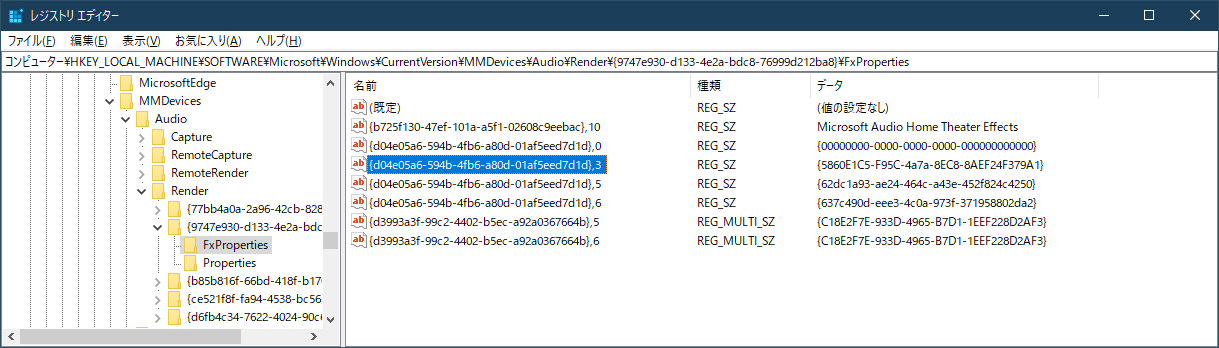 レジストリ エディター
ファイル(F) 編集(E) 表示(V) お気に入り(A) ヘルプ(H)
コンピューター¥HKEY_LOCAL_MACHINE¥SOFTWARE¥Microsoft¥Windows¥CurrentVersion¥MMDevices¥Audio¥Render¥{9747e930-d133-4e2a-bdc8-76999d212ba8}¥FxProperties
MicrosoftEdge
MMDevices
Audio
Capture
RemoteCapture
RemoteRender
Render
{77bb4a0a-2a96-42cb-828
{9747e930-d133-4e2a-bdc
FxProperties
Properties
{b85b816f-66bd-418f-b17
{ce521f8f-fa94-4538-bc56
{d6fb4c34-7622-4024-90c
名前 種類 データ
(既定) REG_SZ (値の設定なし)
{b725f130-47ef-101a-a5f1-02608c9eebac},10 REG_SZ Microsoft Audio Home Theater Effects
{d04e05a6-594b-4fb6-a80d-01af5eed7d1d},0 REG_SZ {00000000-0000-0000-0000-000000000000}
{d04e05a6-594b-4fb6-a80d-01af5eed7d1d},3 REG_SZ {5860E1C5-F95C-4a7a-8EC8-8AEF24F379A1}
{d04e05a6-594b-4fb6-a80d-01af5eed7d1d},5 REG_SZ {62dc1a93-ae24-464c-a43e-452f824c4250}
{d04e05a6-594b-4fb6-a80d-01af5eed7d1d},6 REG_SZ {637c490d-eee3-4c0a-973f-371958802da2}
{d3993a3f-99c2-4402-b5ec-a92a0367664b},5 REG_MULTI_SZ {C18E2F7E-933D-4965-B7D1-1EEF228D2AF3}
{d3993a3f-99c2-4402-b5ec-a92a0367664b},6 REG_MULTI_SZ {C18E2F7E-933D-4965-B7D1-1EEF228D2AF3}